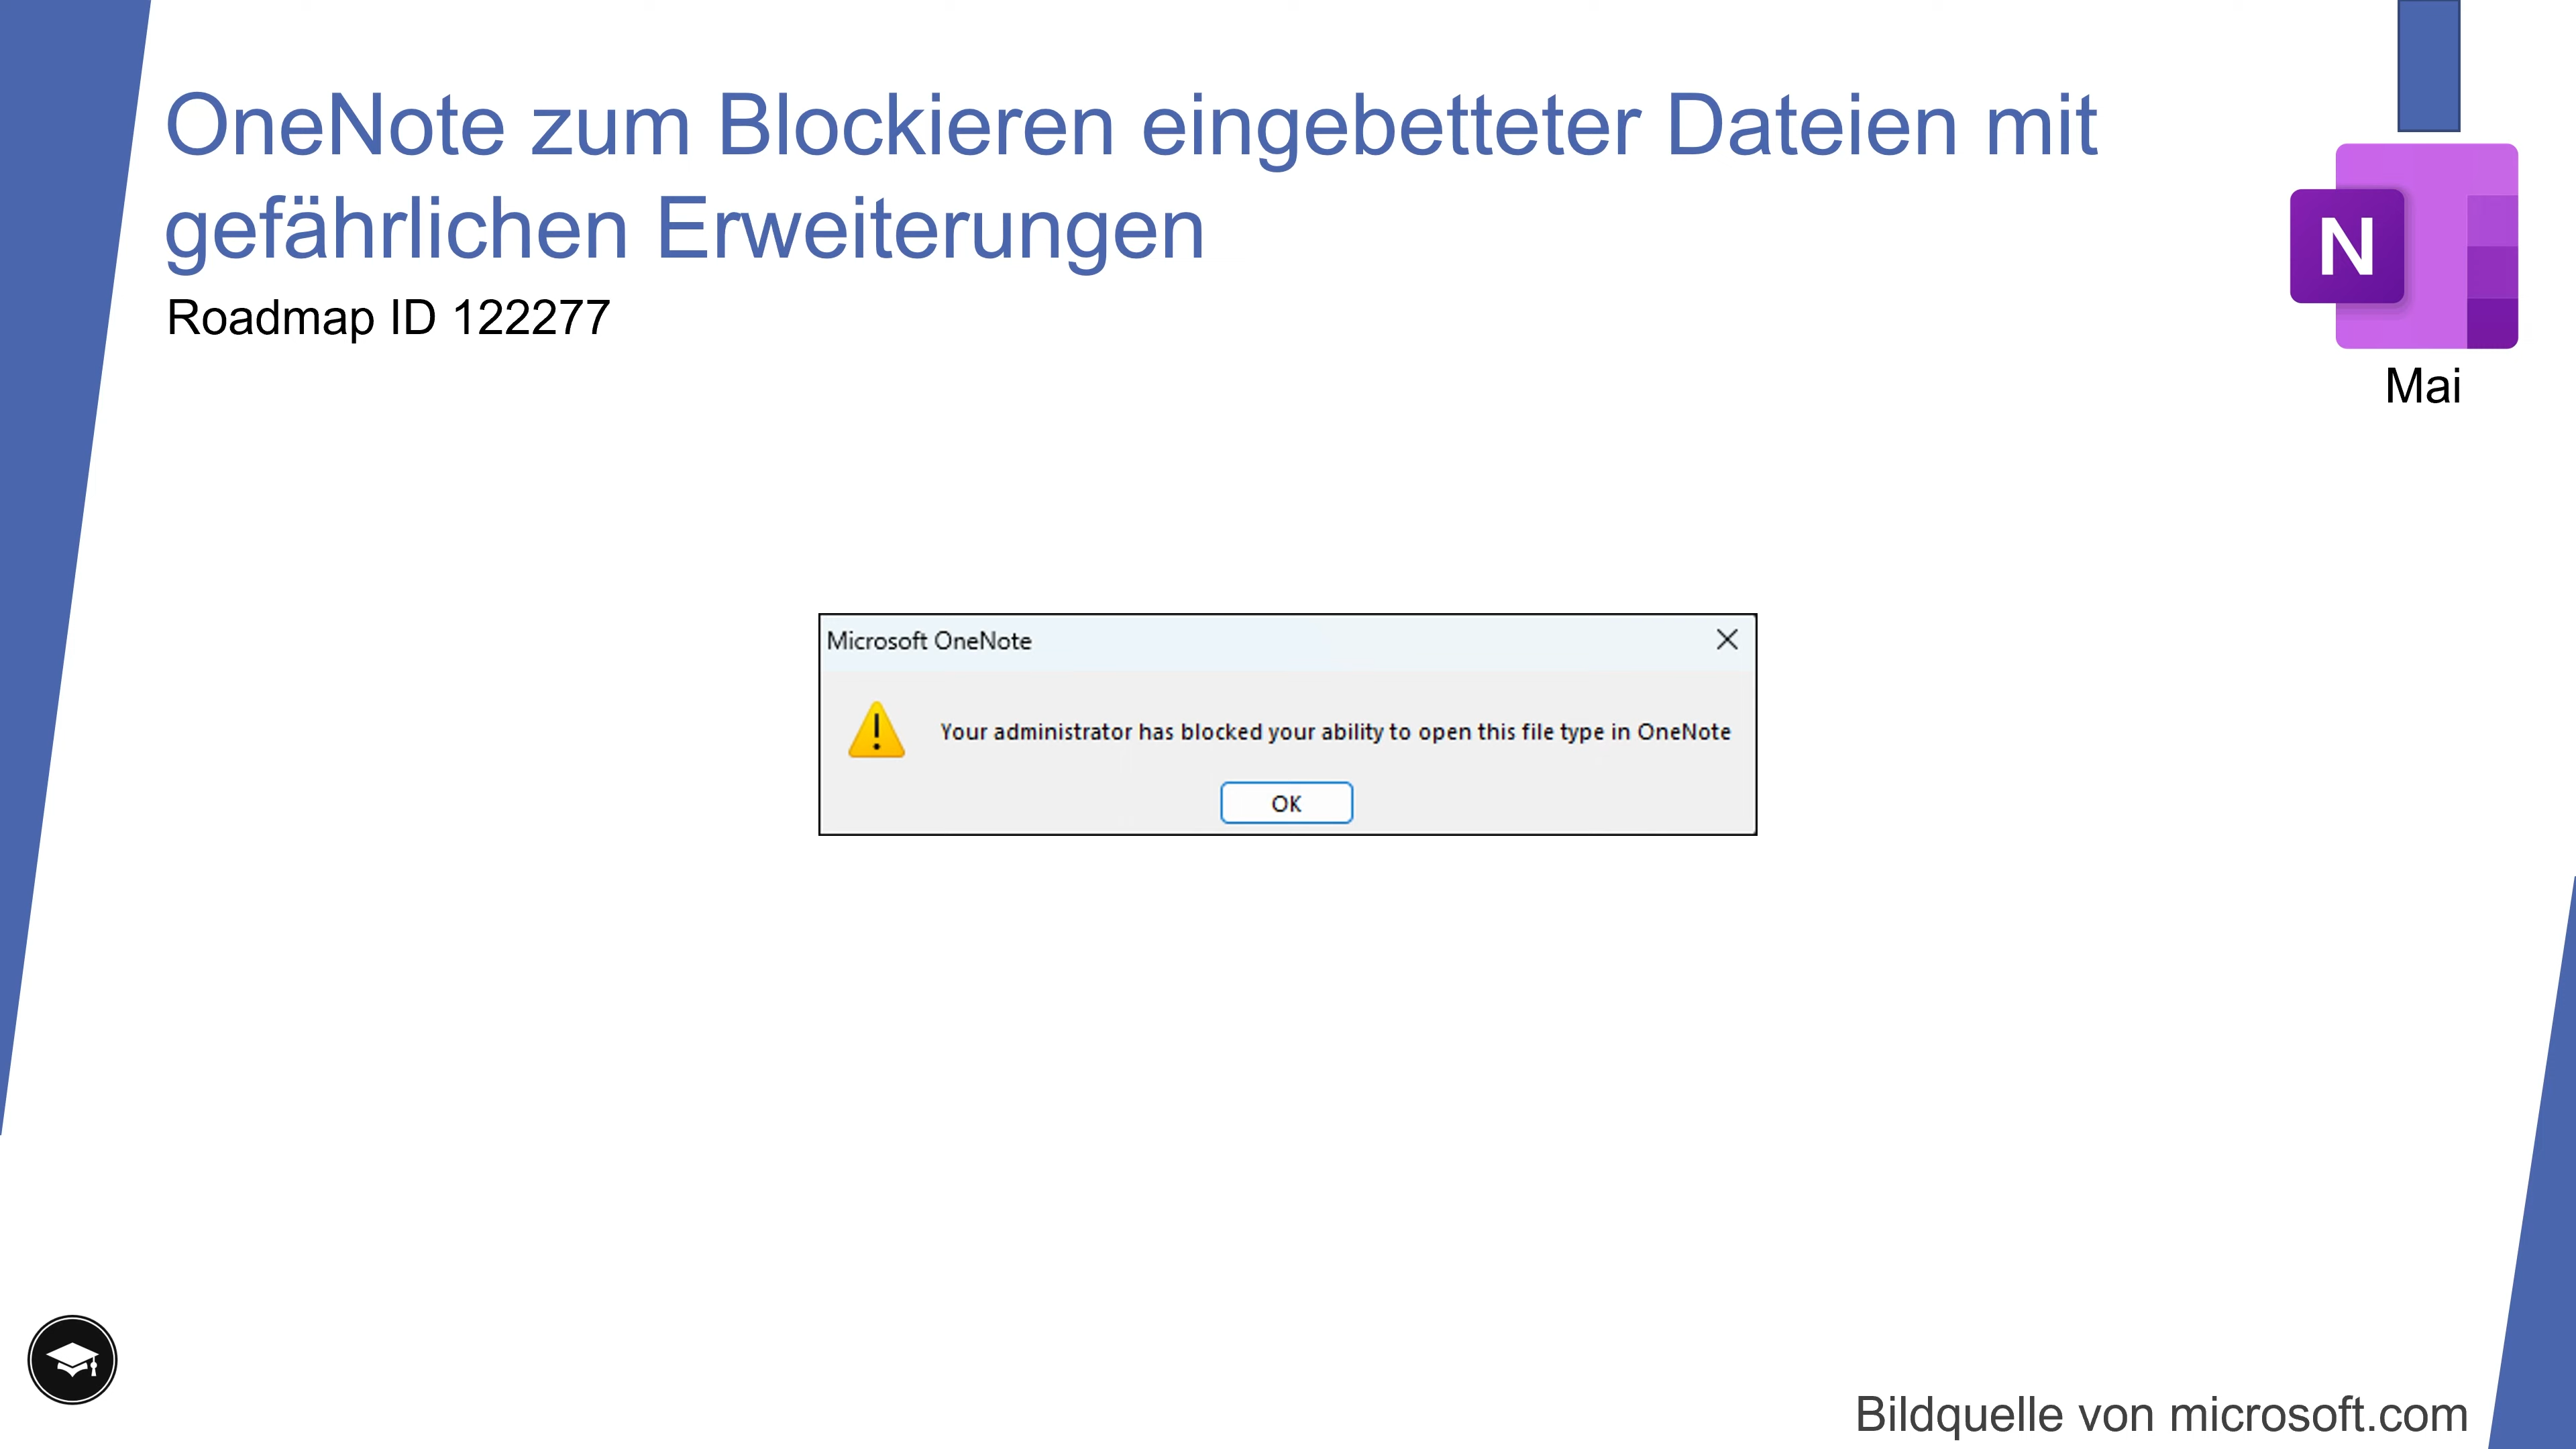 OneNote zum Blockieren eingebetteter Dateien mit
gefährlichen Erweiterungen
Roadmap ID 122277
N
Mai
Microsoft OneNote
Your administrator has blocked your ability to open this file type in OneNote
OK
Bildquelle von microsoft.com